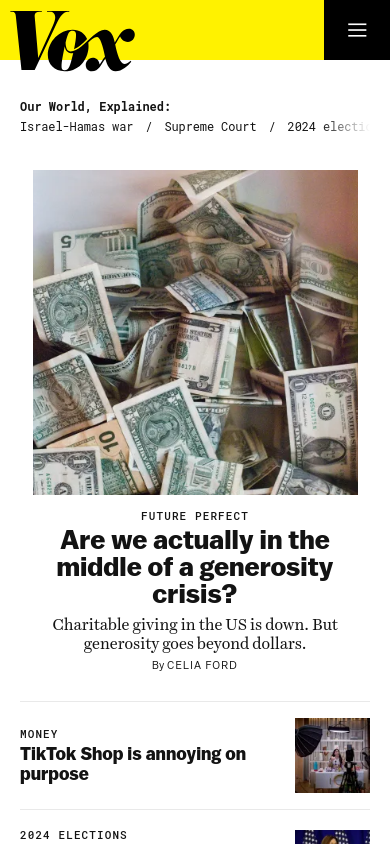 Vox
Our World, Explained:
Israel-Hamas war / Supreme Court / 2024 electi
FUTURE PERFECT
Are we actually in the
middle of a generosity
crisis?
Charitable giving in the US is down. But
generosity goes beyond dollars.
By CELIA FORD
MONEY
TikTok Shop is annoying on
purpose
2024 ELECTIONS